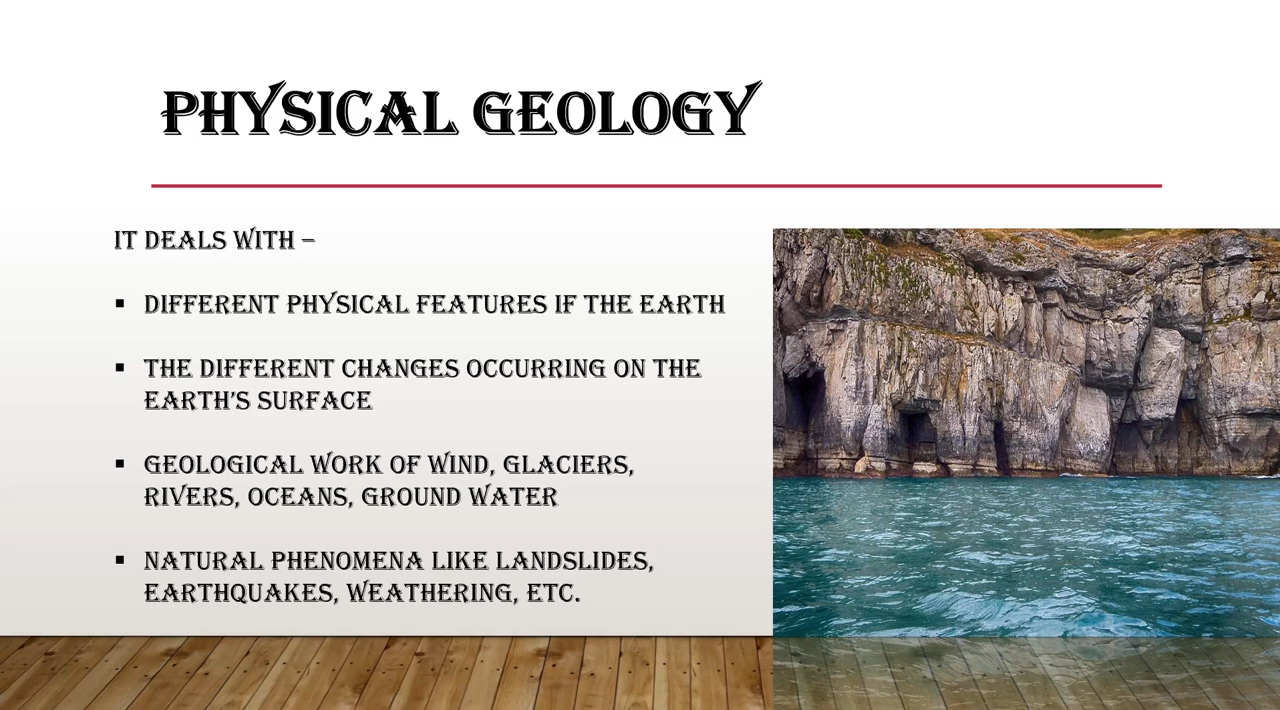 PHYSICAL GEOLOGY
IT DEALS WITH –
▪ DIFFERENT PHYSICAL FEATURES IF THE EARTH
▪ THE DIFFERENT CHANGES OCCURRING ON THE
EARTH'S SURFACE
▪ GEOLOGICAL WORK OF WIND, GLACIERS,
RIVERS, OCEANS, GROUND WATER
▪ NATURAL PHENOMENA LIKE LANDSLIDES,
EARTHQUAKES, WEATHERING, ETC.